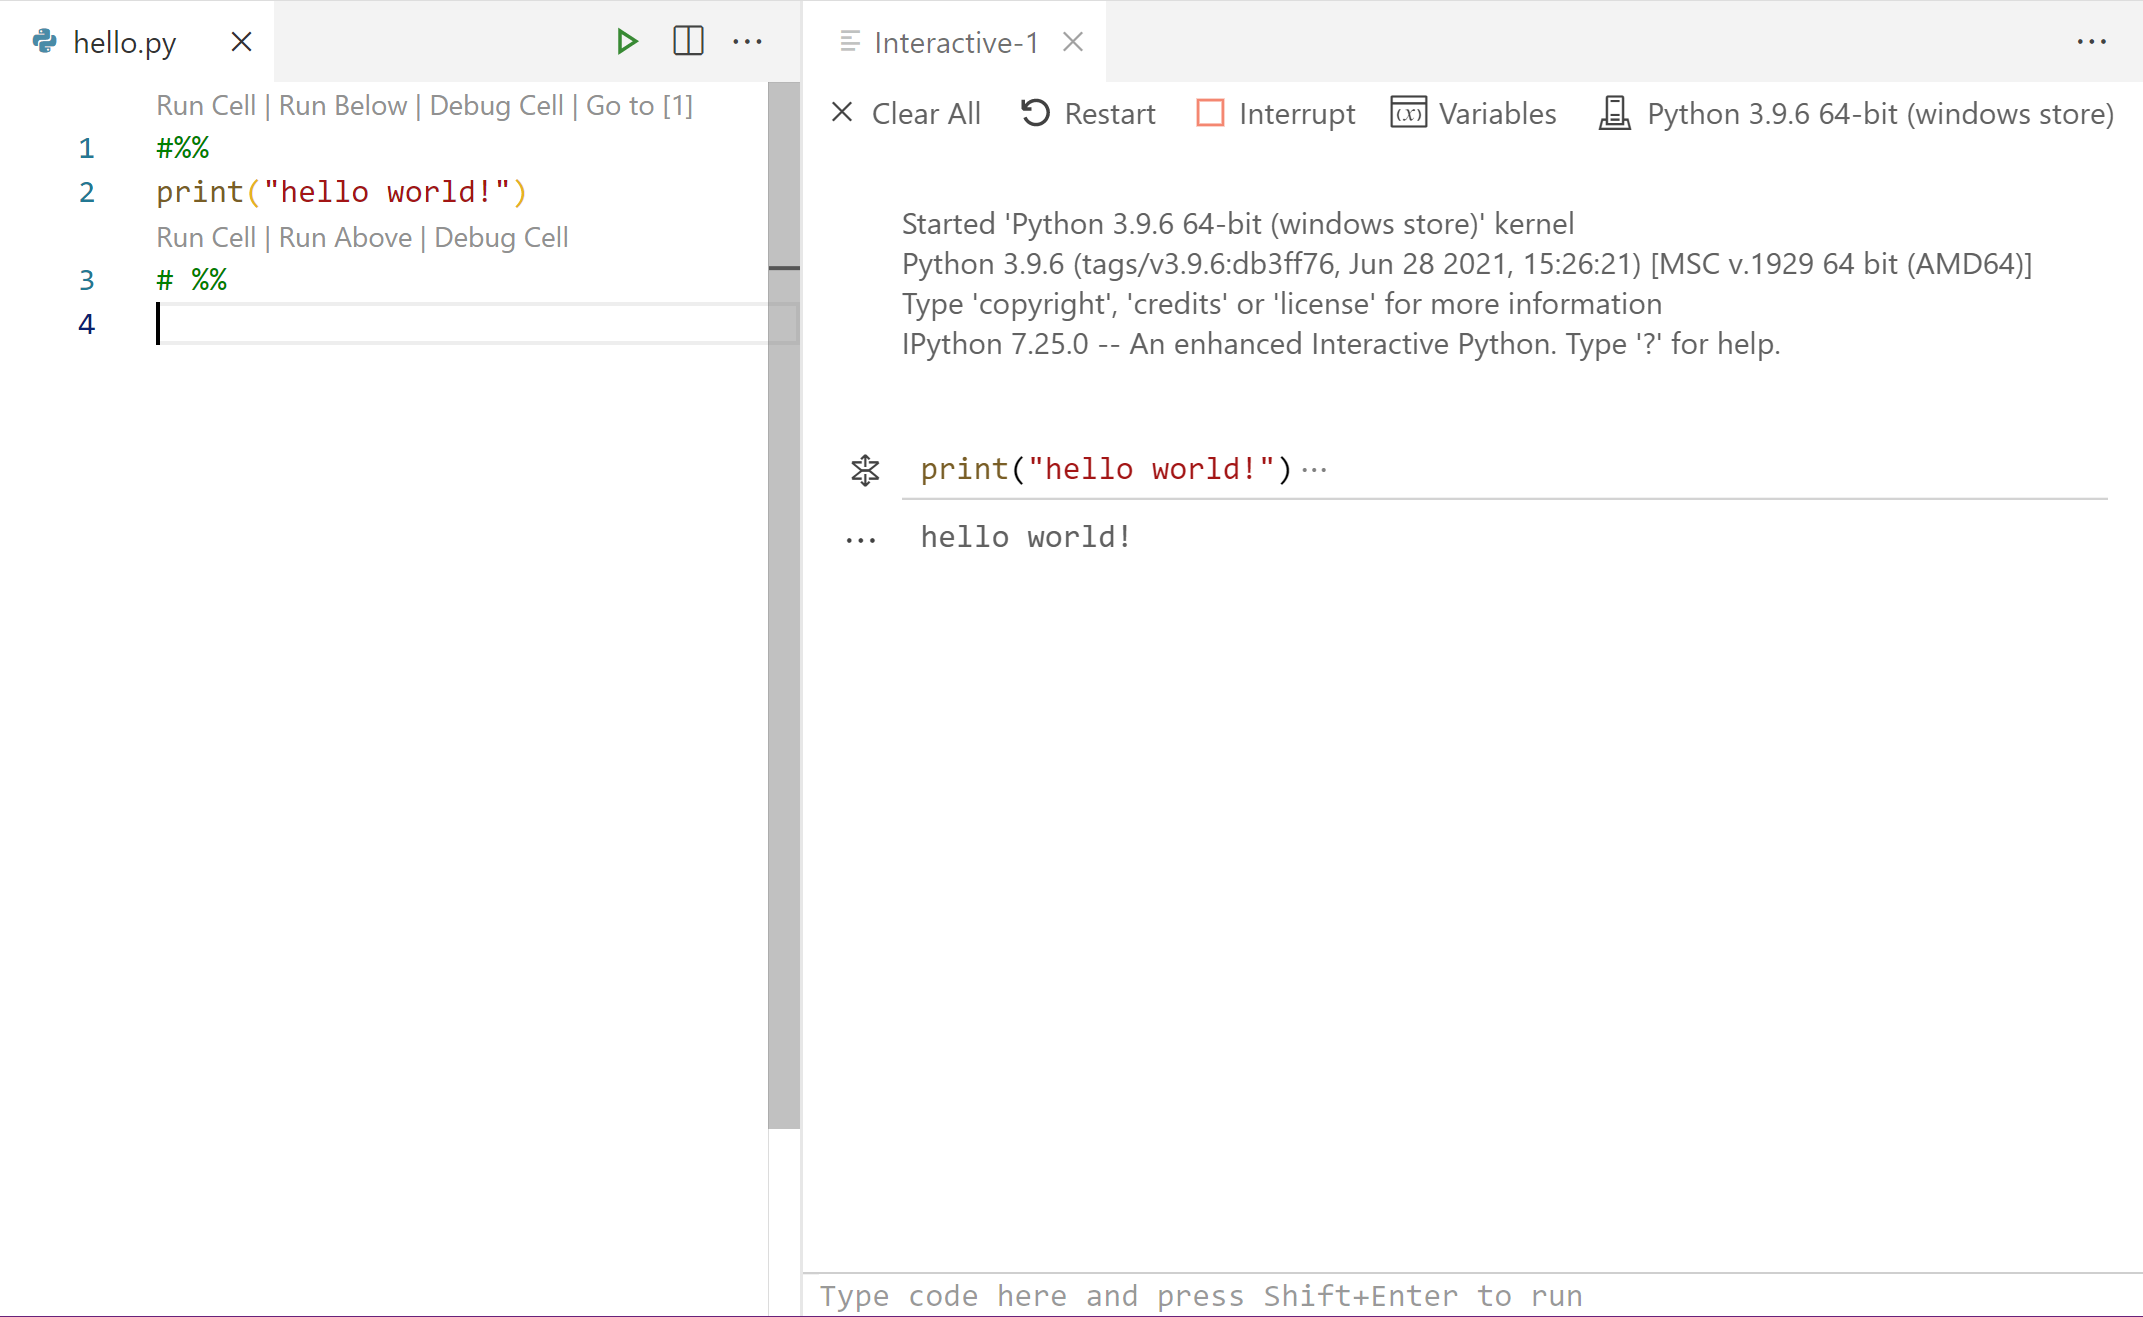 hello.py
Run Cell | Run Below | Debug Cell | Go to [1]
1 #%%
2 print("hello world!")
Run Cell | Run Above | Debug Cell
3 # %%
4
Interactive-1
Clear All Restart Interrupt (x) Variables Python 3.9.6 64-bit (windows store)
Started 'Python 3.9.6 64-bit (windows store)' kernel
Python 3.9.6 (tags/v3.9.6:db3ff76, Jun 28 2021, 15:26:21) [MSC v.1929 64 bit (AMD64)]
Type 'copyright', 'credits' or 'license' for more information
IPython 7.25.0 -- An enhanced Interactive Python. Type '?' for help.
print("hello world!") ···
hello world!
Type code here and press Shift+Enter to run